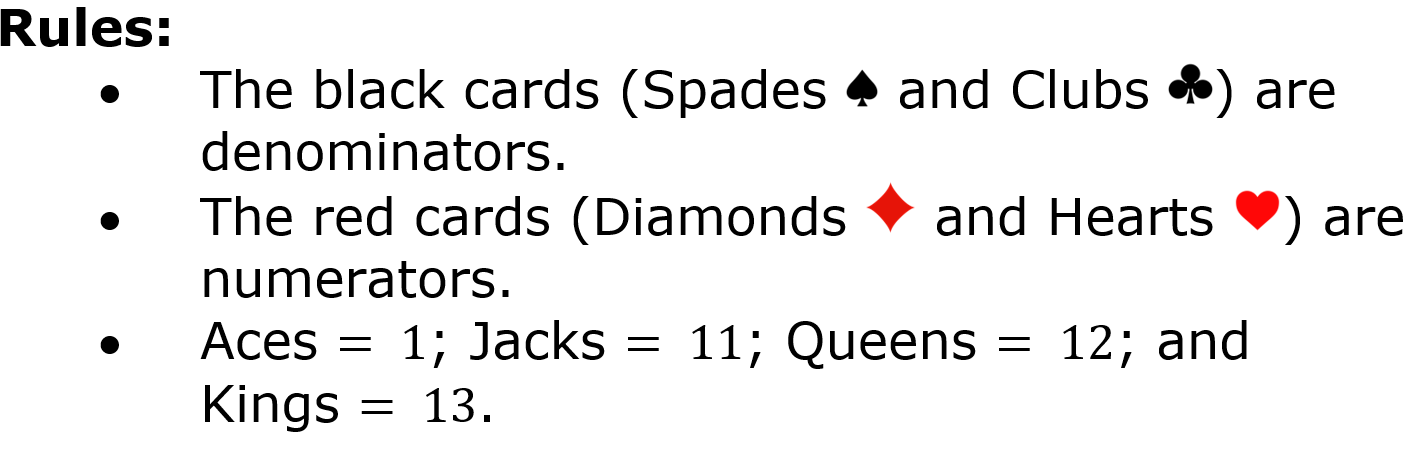 Rules:
• The black cards (Spades ♠ and Clubs ♣) are
denominators.
• The red cards (Diamonds ♦ and Hearts ♥) are
numerators.
• Aces = 1; Jacks = 11; Queens = 12; and
Kings = 13.